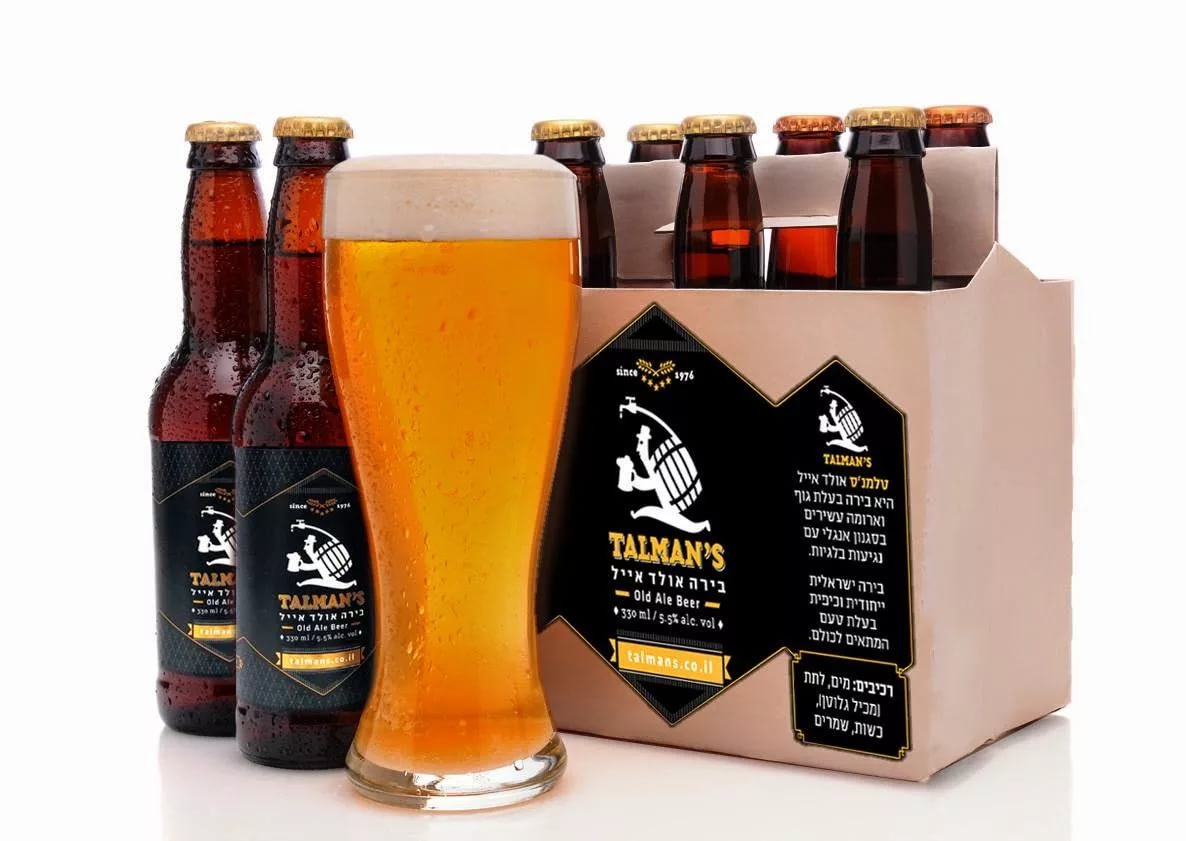 since 1976
TALMAN'S
בירה אולד אייל
Old Ale Beer
330 ml / 5.5% alc. vol
talmans.co.il
since 1976
TALMAN'S
בירה אולד אייל
Old Ale Beer
330 ml / 5.5% alc. vol
talmans.co.il
TALMAN'S
טלמנ'ס אולד אייל
היא בירה בעלת גוף
וארומה עשירים
בסגנון אנגלי עם
נגיעות בלגיות.
בירה ישראלית
ייחודית וכיפית
בעלת טעם
המתאים לכולם.
רכיבים: מים, לתת
(מכיל גלוטן),
כשות, שמרים